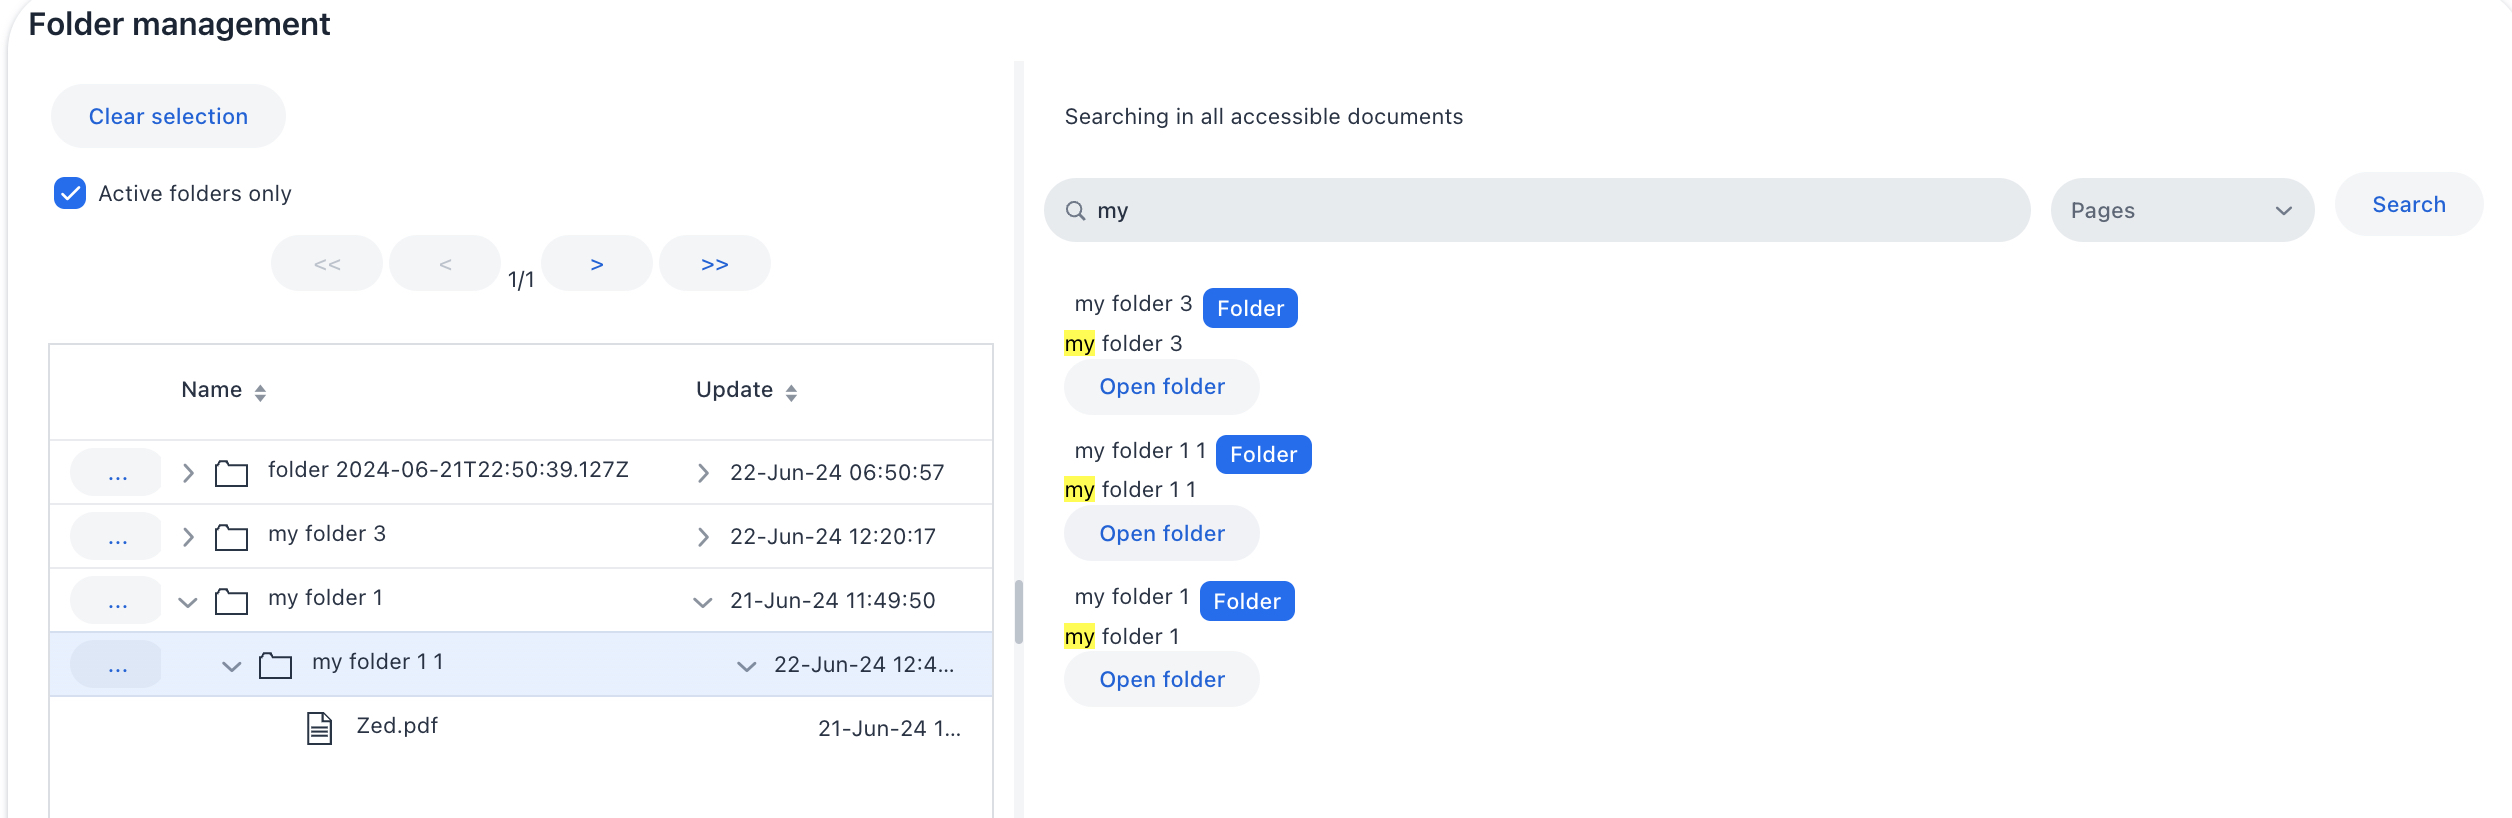 Folder management
Clear selection
Active folders only
<< < 1/1 > >>
Name Update
... folder 2024-06-21T22:50:39.127Z 22-Jun-24 06:50:57
... my folder 3 22-Jun-24 12:20:17
... my folder 1 21-Jun-24 11:49:50
... my folder 1 1 22-Jun-24 12:4...
Zed.pdf 21-Jun-24 1...
Searching in all accessible documents
my Pages Search
my folder 3 Folder
my folder 3
Open folder
my folder 1 1 Folder
my folder 1 1
Open folder
my folder 1 Folder
my folder 1
Open folder